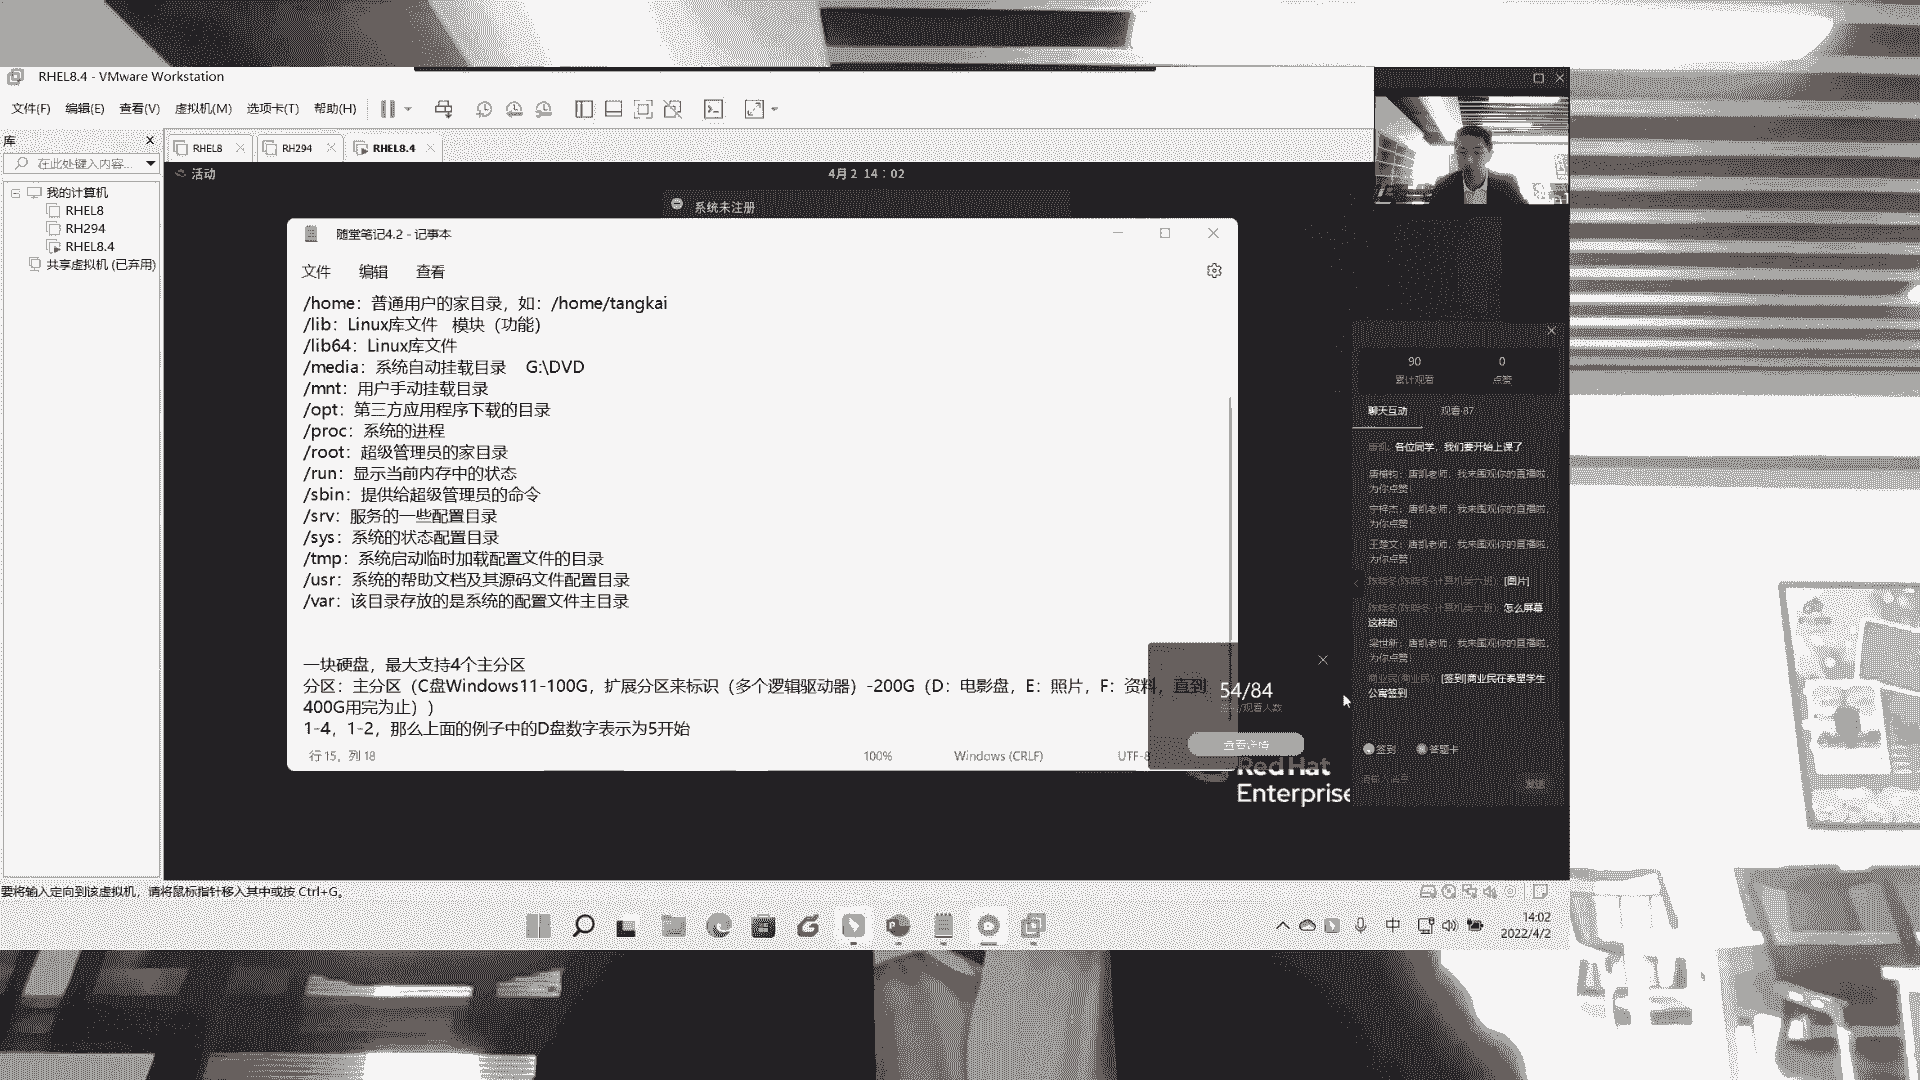 RHEL8.4 - VMware Workstation
文件(F) 编辑(E) 查看(V) 虚拟机(M) 选项卡(T) 帮助(H)
库
RHEL8 RH294 RHEL8.4
在此处键入内容...
活动 4月 2 14：02
我的计算机
RHEL8
RH294
RHEL8.4
共享虚拟机 (已弃用)
系统未注册
随堂笔记4.2 - 记事本
文件 编辑 查看
/home：普通用户的家目录，如：/home/tangkai
/lib：Linux库文件 模块（功能）
/lib64：Linux库文件
/media：系统自动挂载目录 G:\DVD
/mnt：用户手动挂载目录
/opt：第三方应用程序下载的目录
/proc：系统的进程
/root：超级管理员的家目录
/run：显示当前内存中的状态
/sbin：提供给超级管理员的命令
/srv：服务的一些配置目录
/sys：系统的状态配置目录
/tmp：系统启动临时加载配置文件的目录
/usr：系统的帮助文档及其源码文件配置目录
/var：该目录存放的是系统的配置文件主目录
一块硬盘，最大支持4个主分区
分区：主分区（C盘Windows11-100G，扩展分区来标识（多个逻辑驱动器）-200G（D：电影盘，E：照片，F：资料，直到
400G用完为止））
1-4，1-2，那么上面的例子中的D盘数字表示为5开始
行 15，列 18 100% Windows (CRLF) UTF-8
54/84
查看详情
Red Hat
Enterprise
90 0
累计观看 点赞
聊天互动 观看·87
各位同学，我们要开始上课了
唐凯老师，我来围观你的直播啦，
为你点赞
唐凯老师，我来围观你的直播啦，
为你点赞
王楚文：唐凯老师，我来围观你的直播啦，
为你点赞
[图片]
怎么屏幕
这样的
唐凯老师，我来围观你的直播啦，
为你点赞
[签到]商业民在泰塑学生
公寓签到
签到 答题卡
要将输入定向到该虚拟机，请将鼠标指针移入其中或按 Ctrl+G。
中
14:02
2022/4/2